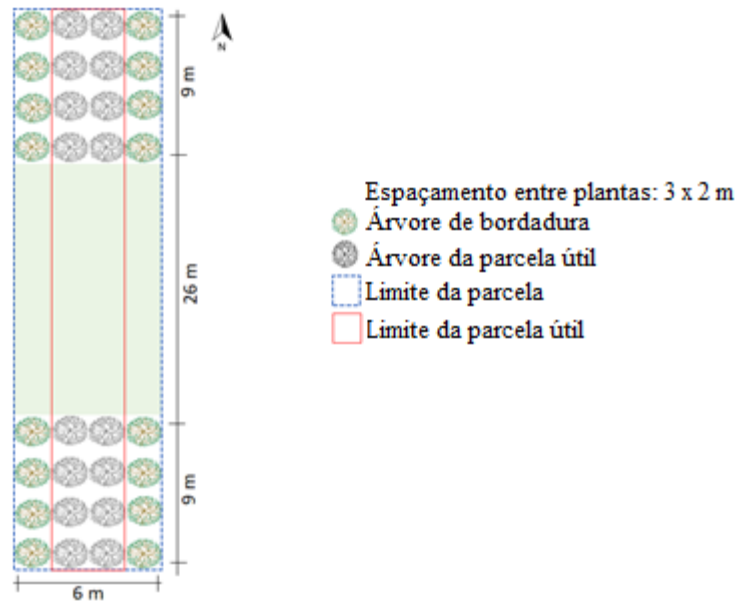 N
9 m
26 m
9 m
6 m
Espaçamento entre plantas: 3 x 2 m
Árvore de bordadura
Árvore da parcela útil
Limite da parcela
Limite da parcela útil